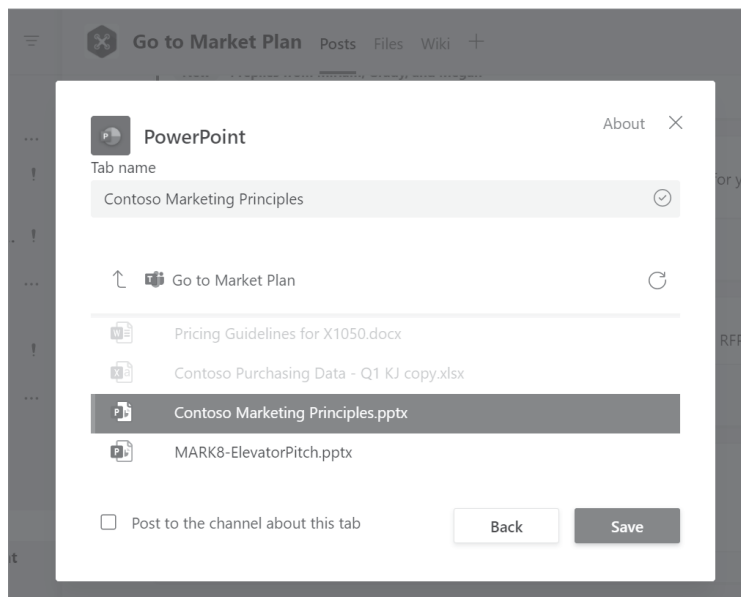 Go to Market Plan Posts Files Wiki
PowerPoint
About
Tab name
Contoso Marketing Principles
Go to Market Plan
Pricing Guidelines for X1050.docx
Contoso Purchasing Data - Q1 KJ copy.xlsx
Contoso Marketing Principles.pptx
MARK8-ElevatorPitch.pptx
Post to the channel about this tab
Back
Save